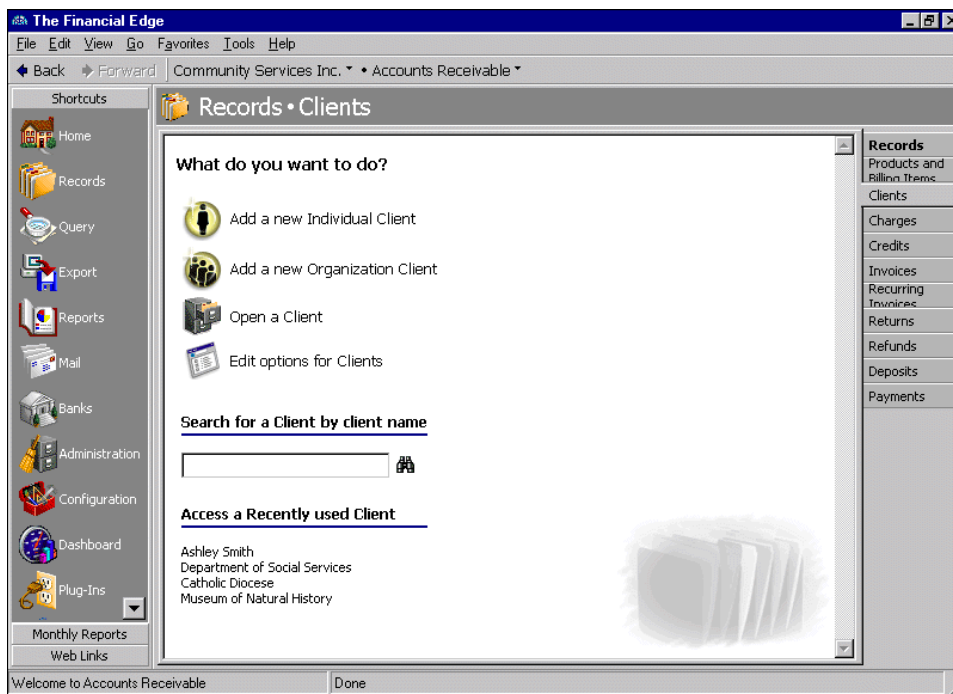 The Financial Edge
File Edit View Go Favorites Tools Help
Back Forward Community Services Inc. • Accounts Receivable
Shortcuts
Home
Records
Query
Export
Reports
Mail
Banks
Administration
Configuration
Dashboard
Plug-Ins
Monthly Reports
Web Links
Records • Clients
What do you want to do?
Add a new Individual Client
Add a new Organization Client
Open a Client
Edit options for Clients
Search for a Client by client name
Access a Recently used Client
Ashley Smith
Department of Social Services
Catholic Diocese
Museum of Natural History
Records
Products and
Billing Items
Clients
Charges
Credits
Invoices
Recurring
Invoices
Returns
Refunds
Deposits
Payments
Welcome to Accounts Receivable
Done